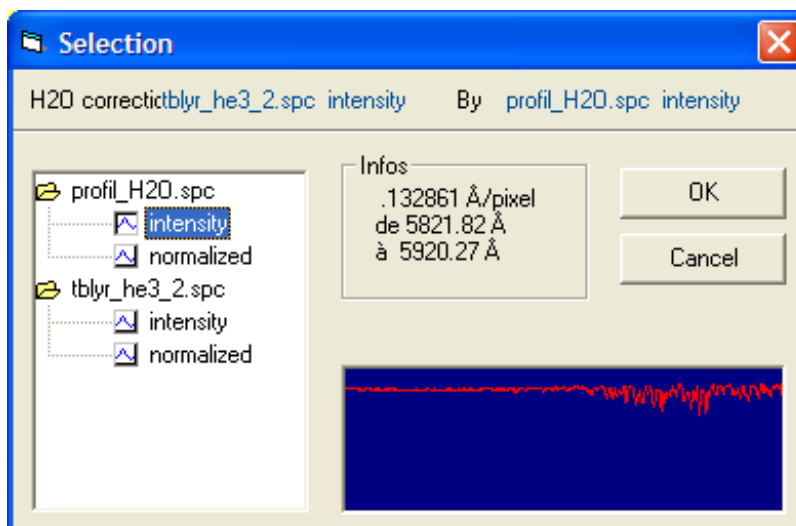 Selection
H2O correctictblyr_he3_2.spc intensity By profil_H2O.spc intensity
profil_H2O.spc
intensity
normalized
tblyr_he3_2.spc
intensity
normalized
Infos
.132861 Å/pixel
de 5821.82 Å
à 5920.27 Å
OK
Cancel